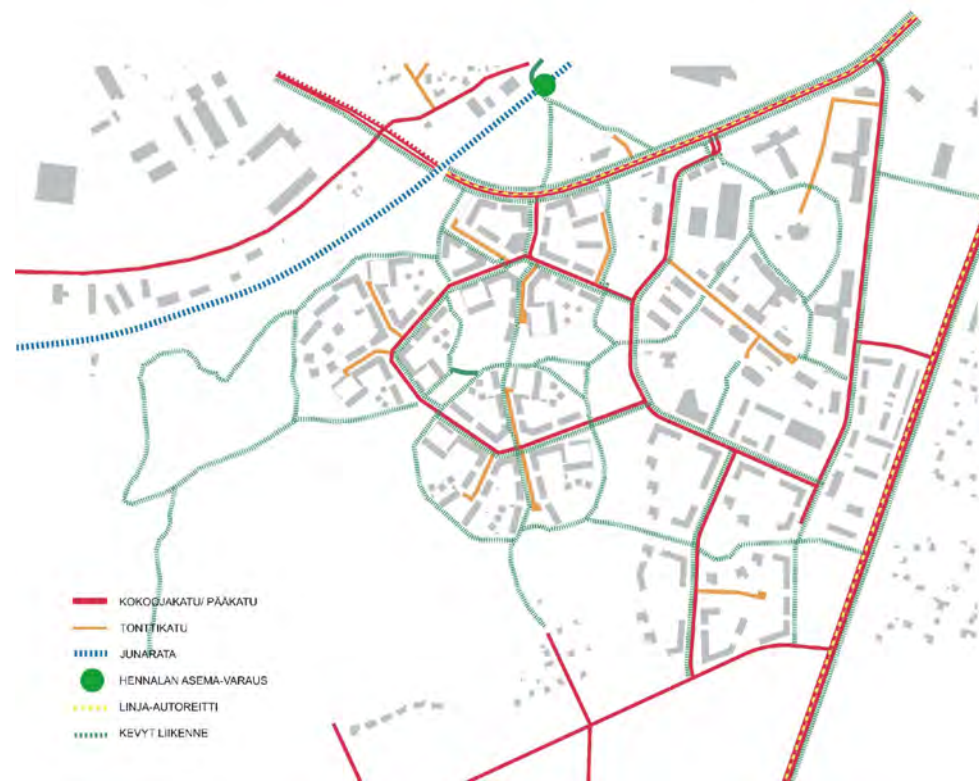 KOKOOJAKATU/ PÄÄKATU
TONTTIKATU
JUNARATA
HENNALAN ASEMA-VARAUS
LINJA-AUTOREITTI
KEVYT LIIKENNE